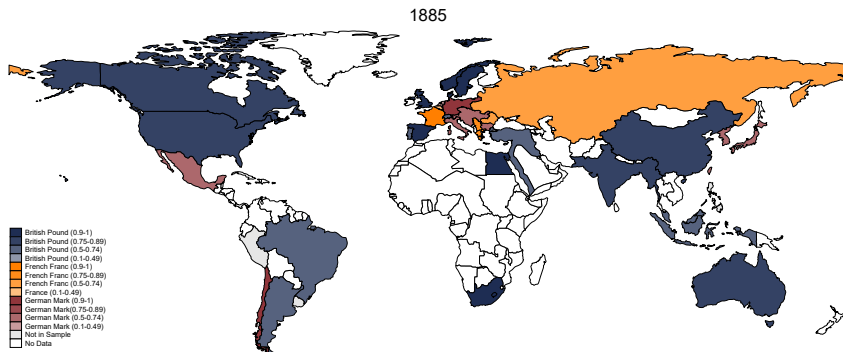 1885
British Pound (0.9-1)
British Pound (0.75-0.89)
British Pound (0.5-0.74)
British Pound (0.1-0.49)
French Franc (0.9-1)
French Franc (0.75-0.89)
French Franc (0.5-0.74)
France (0.1-0.49)
German Mark (0.9-1)
German Mark(0.75-0.89)
German Mark (0.5-0.74)
German Mark (0.1-0.49)
Not in Sample
No Data